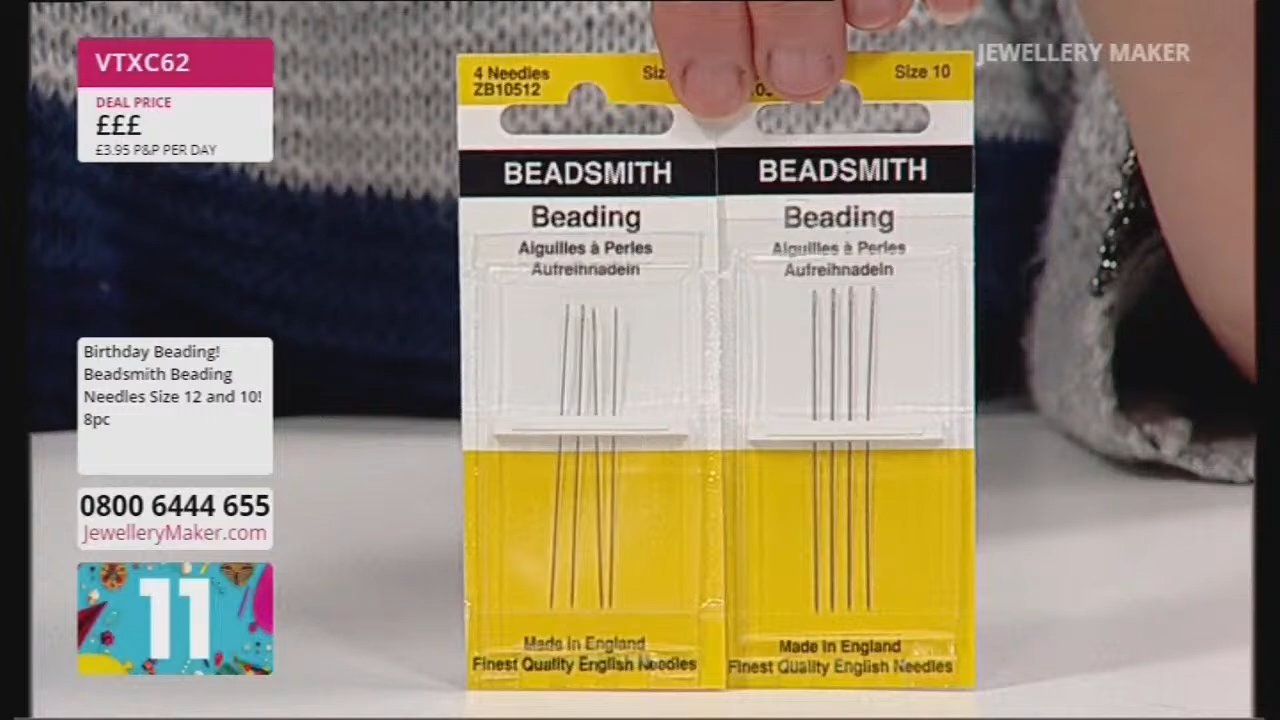 VTXC62
DEAL PRICE
£££
£3.95 P&P PER DAY
Birthday Beading!
Beadsmith Beading
Needles Size 12 and 10!
8pc
0800 6444 655
JewelleryMaker.com
11
JEWELLERY MAKER
4 Needles
ZB10512
BEADSMITH
Beading
Aiguilles à Perles
Aufreihnadeln
Made in England
Finest Quality English Needles
Size 10
BEADSMITH
Beading
Aiguilles à Perles
Aufreihnadeln
Made in England
Finest Quality English Needles